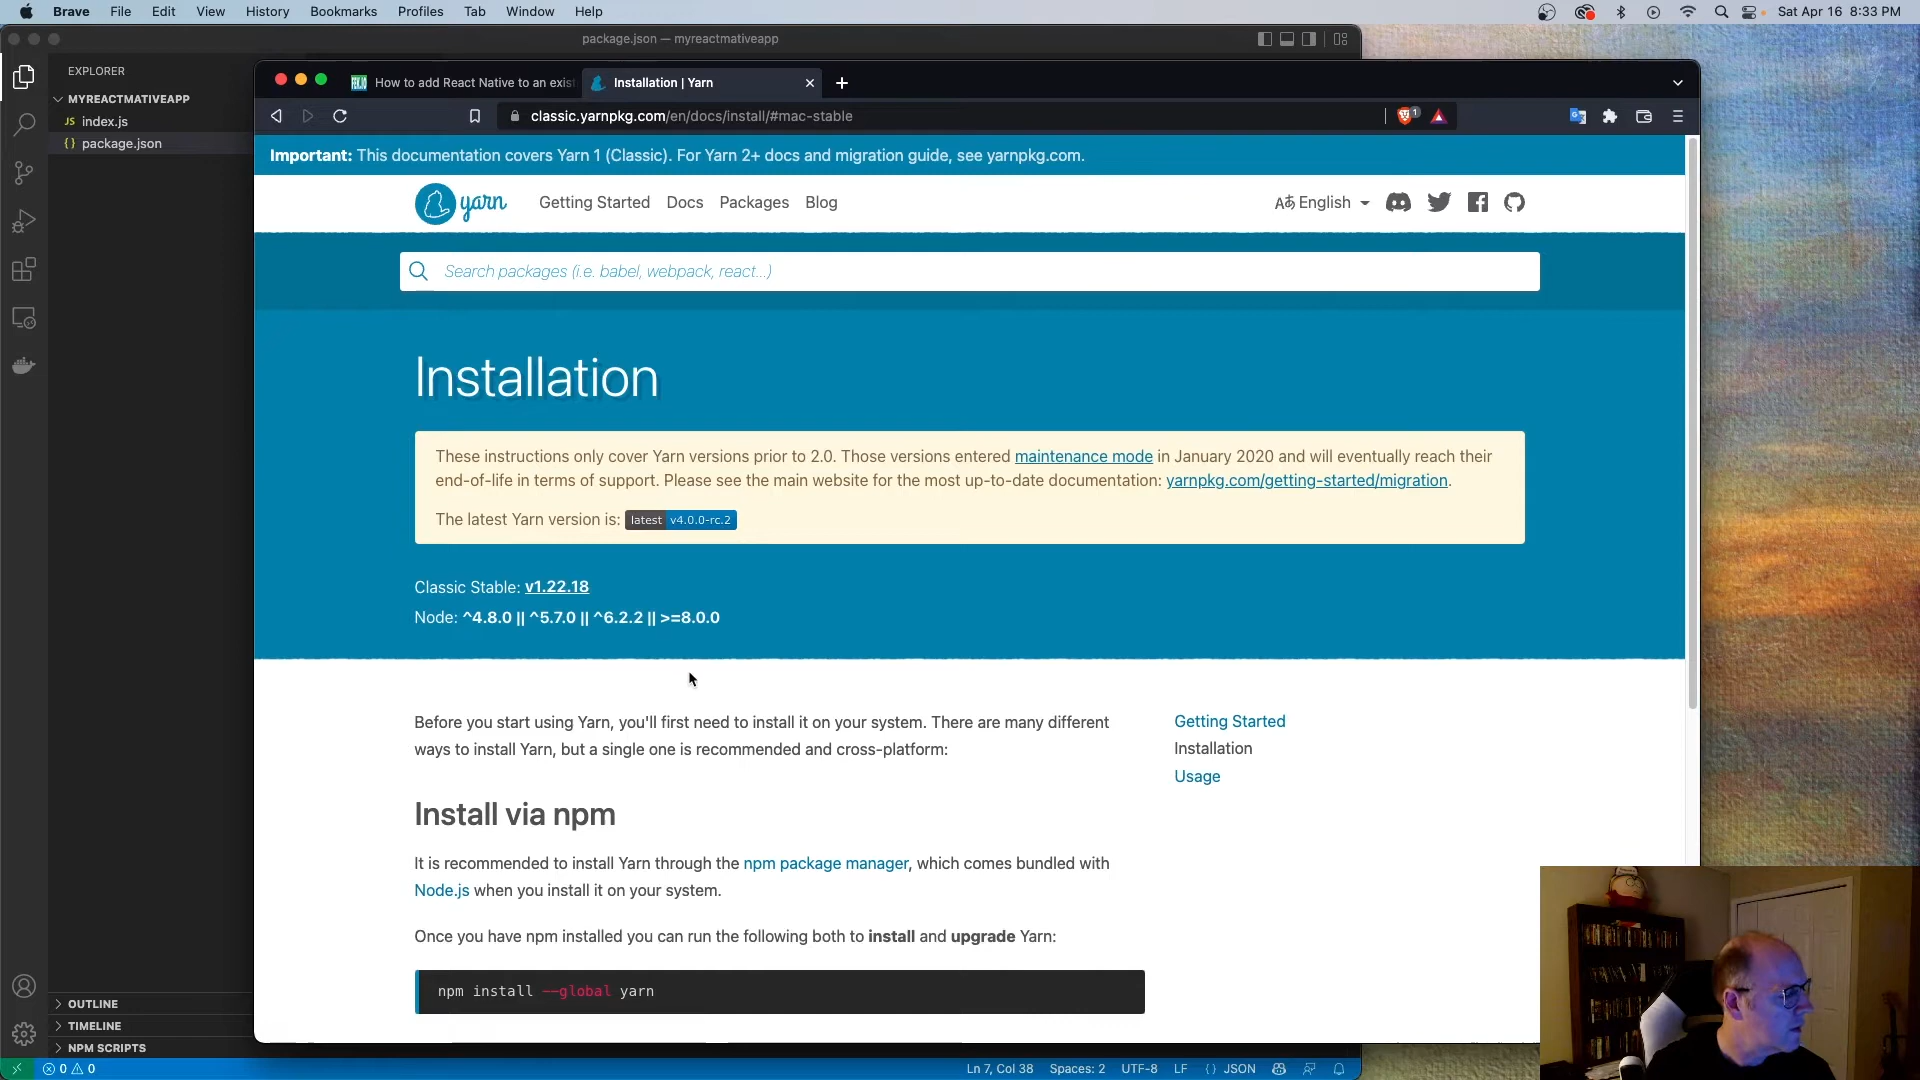 Brave File Edit View History Bookmarks Profiles Tab Window Help Sat Apr 16 8:33 PM
package.json — myreactmativeapp
EXPLORER
MYREACTMATIVEAPP
JS index.js
{} package.json
How to add React Native to an exis
Installation | Yarn
classic.yarnpkg.com/en/docs/install/#mac-stable
1
Important: This documentation covers Yarn 1 (Classic). For Yarn 2+ docs and migration guide, see yarnpkg.com.
yarn Getting Started Docs Packages Blog English
Search packages (i.e. babel, webpack, react...)
Installation
These instructions only cover Yarn versions prior to 2.0. Those versions entered maintenance mode in January 2020 and will eventually reach their
end-of-life in terms of support. Please see the main website for the most up-to-date documentation: yarnpkg.com/getting-started/migration.
The latest Yarn version is: latest v4.0.0-rc.2
Classic Stable: v1.22.18
Node: ^4.8.0 || ^5.7.0 || ^6.2.2 || >=8.0.0
Before you start using Yarn, you'll first need to install it on your system. There are many different
ways to install Yarn, but a single one is recommended and cross-platform:
Getting Started
Installation
Usage
Install via npm
It is recommended to install Yarn through the npm package manager, which comes bundled with
Node.js when you install it on your system.
Once you have npm installed you can run the following both to install and upgrade Yarn:
npm install --global yarn
OUTLINE
TIMELINE
NPM SCRIPTS
0 0 Ln 7, Col 38 Spaces: 2 UTF-8 LF {} JSON